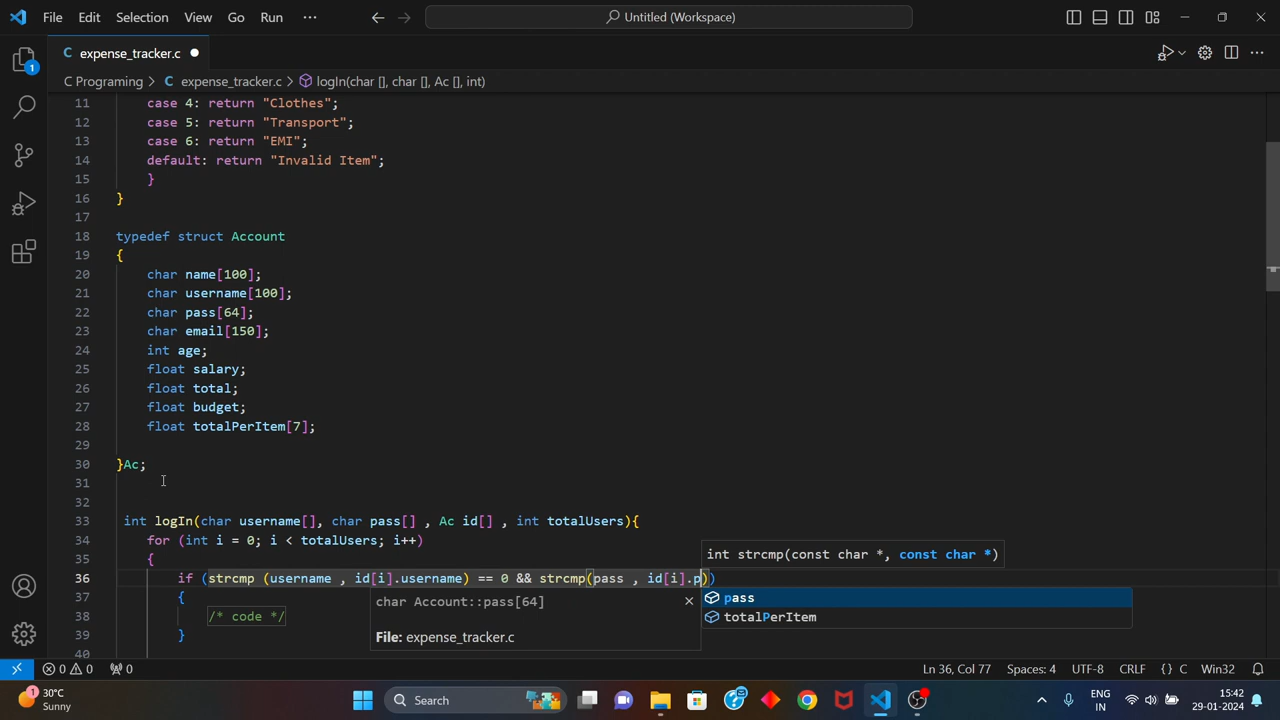 File Edit Selection View Go Run ··· Untitled (Workspace)
expense_tracker.c
C Programing > expense_tracker.c > logIn(char [], char [], Ac [], int)
11 case 4: return "Clothes";
12 case 5: return "Transport";
13 case 6: return "EMI";
14 default: return "Invalid Item";
15 }
16 }
17
18 typedef struct Account
19 {
20 char name[100];
21 char username[100];
22 char pass[64];
23 char email[150];
24 int age;
25 float salary;
26 float total;
27 float budget;
28 float totalPerItem[7];
29
30 }Ac;
31
32
33 int logIn(char username[], char pass[] , Ac id[] , int totalUsers){
34 for (int i = 0; i < totalUsers; i++)
35 {
int strcmp(const char *, const char *)
36 if (strcmp (username , id[i].username) == 0 && strcmp(pass , id[i].p))
37 {
char Account::pass[64]
pass
38 /* code */
totalPerItem
39 }
File: expense_tracker.c
40
1
0 0 0 Ln 36, Col 77 Spaces: 4 UTF-8 CRLF {} C Win32
30°C
Sunny
Search
ENG
IN
15:42
29-01-2024